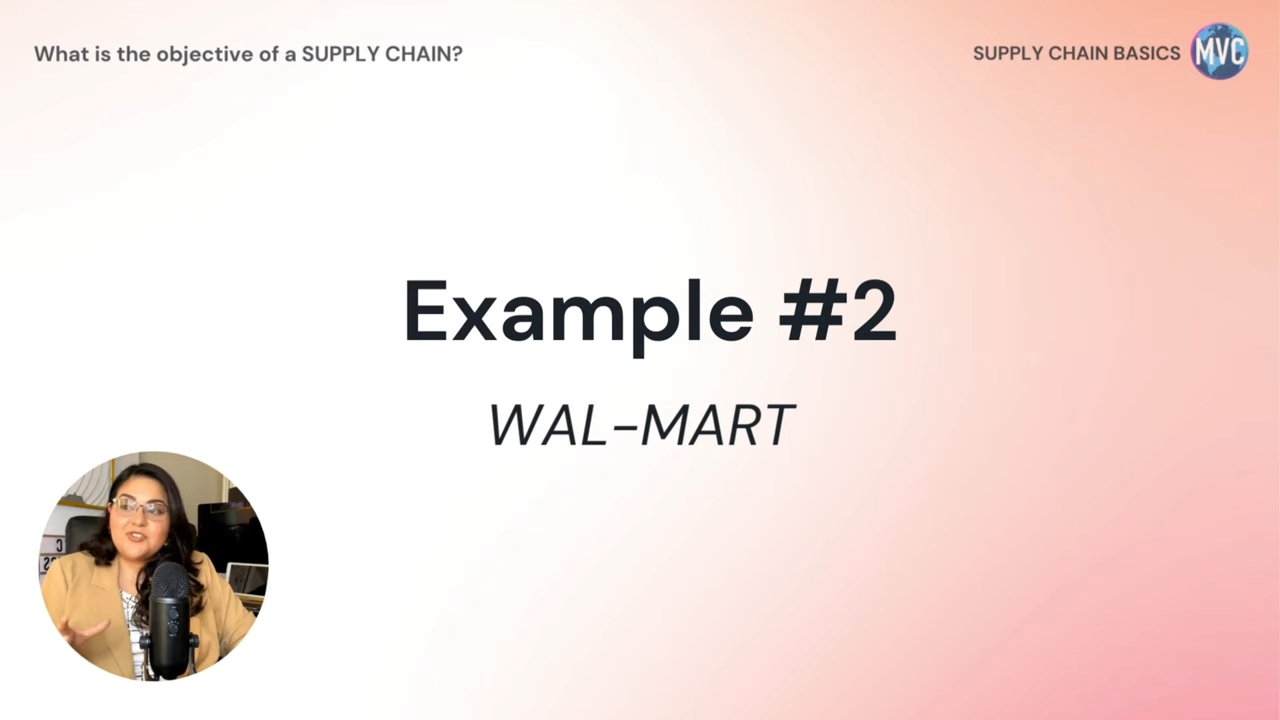 What is the objective of a SUPPLY CHAIN?
SUPPLY CHAIN BASICS
MVC
Example #2
WAL-MART